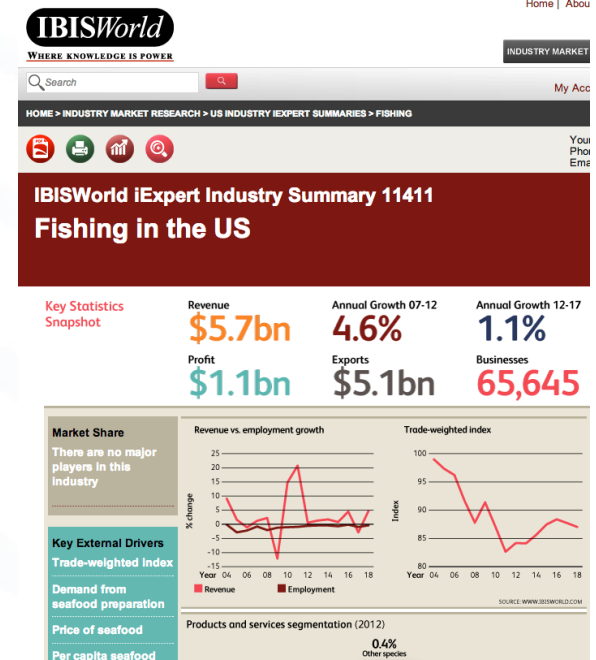 Home | Abou
IBISWorld
WHERE KNOWLEDGE IS POWER
INDUSTRY MARKET
Search
My Acc
HOME > INDUSTRY MARKET RESEARCH > US INDUSTRY IEXPERT SUMMARIES > FISHING
Your
Phon
Ema
IBISWorld iExpert Industry Summary 11411
Fishing in the US
Key Statistics
Snapshot
Revenue
$5.7bn
Annual Growth 07-12
4.6%
Annual Growth 12-17
1.1%
Profit
$1.1bn
Exports
$5.1bn
Businesses
65,645
Market Share
There are no major
players in this
industry
Key External Drivers
Trade-weighted index
Demand from
seafood preparation
Price of seafood
Per capita seafood
Revenue vs. employment growth
% change
25
20
15
10
5
0
-5
-10
-15
Year 04 06 08 10 12 14 16 18
Revenue
Employment
Trade-weighted index
Index
100
95
90
85
80
Year 04 06 08 10 12 14 16 18
SOURCE: WWW.IBISWORLD.COM
Products and services segmentation (2012)
0.4%
Other species